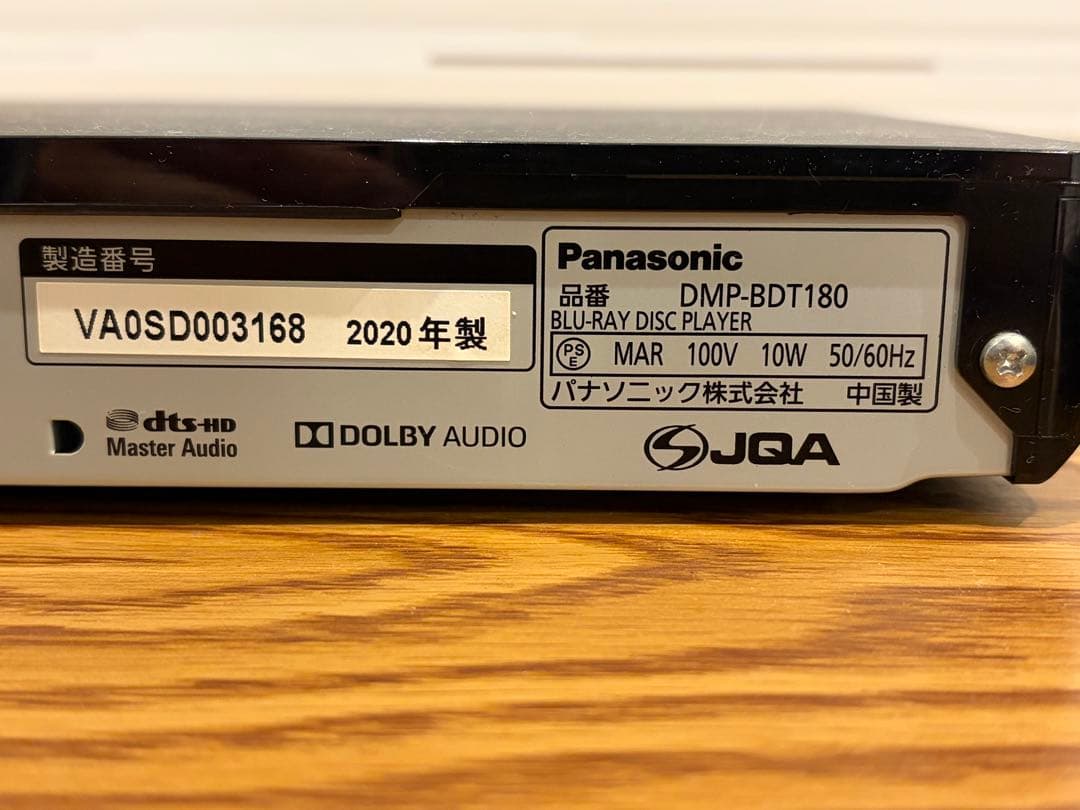 製造番号
VA0SD003168 2020年製
dts-HD
Master Audio
DOLBY AUDIO
Panasonic
品番 DMP-BDT180
BLU-RAY DISC PLAYER
PSE MAR 100V 10W 50/60Hz
パナソニック株式会社 中国製
JQA